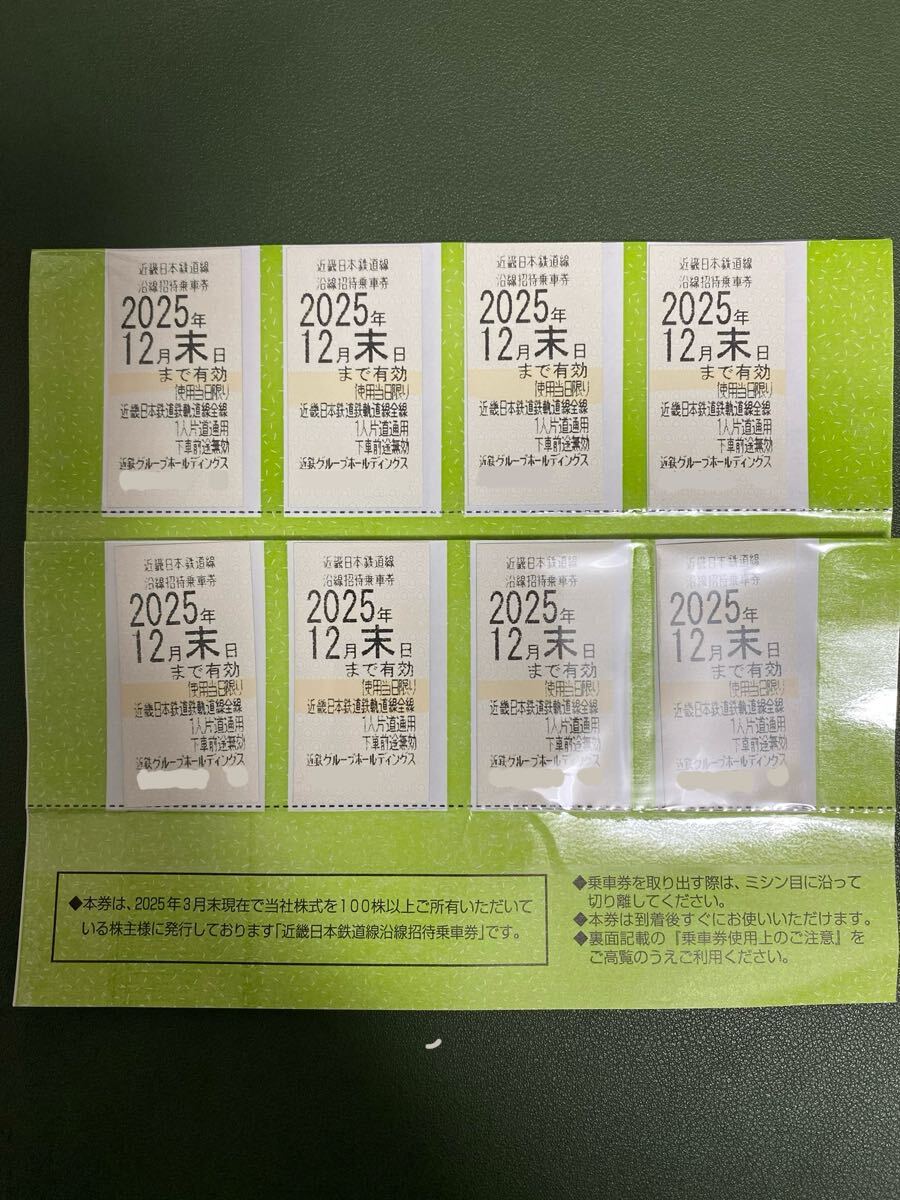 近畿日本鉄道線
沿線招待乗車券
2025年
12月末日
まで有効
(使用当日限り)
近畿日本鉄道鉄軌道線全線
1人片道通用
下車前途無効
近鉄グループホールディングス
近畿日本鉄道線
沿線招待乗車券
2025年
12月末日
まで有効
(使用当日限り)
近畿日本鉄道鉄軌道線全線
1人片道通用
下車前途無効
近鉄グループホールディングス
近畿日本鉄道線
沿線招待乗車券
2025年
12月末日
まで有効
(使用当日限り)
近畿日本鉄道鉄軌道線全線
1人片道通用
下車前途無効
近鉄グループホールディングス
近畿日本鉄道線
沿線招待乗車券
2025年
12月末日
まで有効
(使用当日限り)
近畿日本鉄道鉄軌道線全線
1人片道通用
下車前途無効
近鉄グループホールディングス
近畿日本鉄道線
沿線招待乗車券
2025年
12月末日
まで有効
(使用当日限り)
近畿日本鉄道鉄軌道線全線
1人片道通用
下車前途無効
近鉄グループホールディングス
近畿日本鉄道線
沿線招待乗車券
2025年
12月末日
まで有効
(使用当日限り)
近畿日本鉄道鉄軌道線全線
1人片道通用
下車前途無効
近鉄グループホールディングス
近畿日本鉄道線
沿線招待乗車券
2025年
12月末日
まで有効
(使用当日限り)
近畿日本鉄道鉄軌道線全線
1人片道通用
下車前途無効
近鉄グループホールディングス
近畿日本鉄道線
沿線招待乗車券
2025年
12月末日
まで有効
(使用当日限り)
近畿日本鉄道鉄軌道線全線
1人片道通用
下車前途無効
近鉄グループホールディングス
◆本券は、2025年3月末現在で当社株式を100株以上ご所有いただいて
いる株主様に発行しております「近畿日本鉄道線沿線招待乗車券」です。
◆乗車券を取り出す際は、ミシン目に沿って
切り離してください。
◆本券は到着後すぐにお使いいただけます。
◆裏面記載の『乗車券使用上のご注意』を
ご高覧のうえご利用ください。